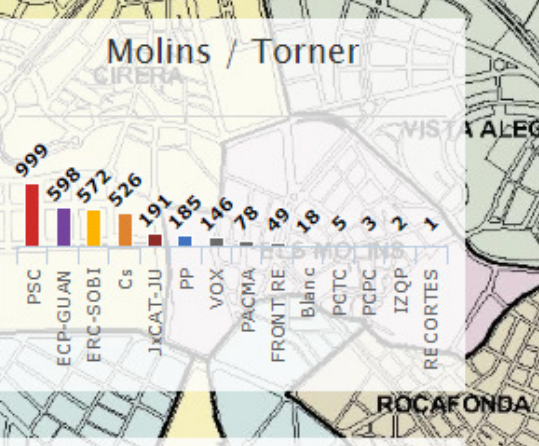 Molins / Torner
CIRERA
VISTA ALEG
999
598
572
526
191
185
146
78
49
18
5
3
2
1
ELS MOLINS
PSC
ECP-GUAN
ERC-SOBI
Cs
JxCAT-JU
PP
VOX
PACMA
FRONT RE
Blanc
PCTC
PCPC
IZQP
RECORTES
ROCAFONDA